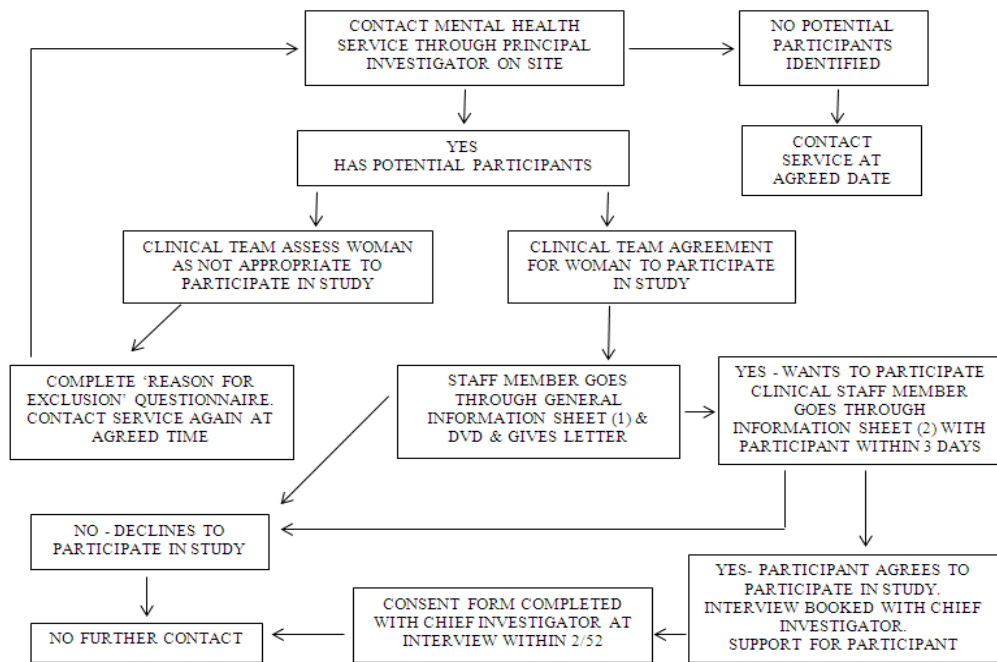 CONTACT MENTAL HEALTH
SERVICE THROUGH PRINCIPAL
INVESTIGATOR ON SITE
NO POTENTIAL
PARTICIPANTS
IDENTIFIED
YES
HAS POTENTIAL PARTICIPANTS
CONTACT
SERVICE AT
AGREED DATE
CLINICAL TEAM ASSESS WOMAN
AS NOT APPROPRIATE TO
PARTICIPATE IN STUDY
CLINICAL TEAM AGREEMENT
FOR WOMAN TO PARTICIPATE
IN STUDY
COMPLETE ‘REASON FOR
EXCLUSION’ QUESTIONNAIRE.
CONTACT SERVICE AGAIN AT
AGREED TIME
STAFF MEMBER GOES
THROUGH GENERAL
INFORMATION SHEET (1) &
DVD & GIVES LETTER
YES - WANTS TO PARTICIPATE
CLINICAL STAFF MEMBER
GOES THROUGH
INFORMATION SHEET (2) WITH
PARTICIPANT WITHIN 3 DAYS
NO - DECLINES TO
PARTICIPATE IN STUDY
YES- PARTICIPANT AGREES TO
PARTICIPATE IN STUDY.
INTERVIEW BOOKED WITH CHIEF
INVESTIGATOR.
SUPPORT FOR PARTICIPANT
CONSENT FORM COMPLETED
WITH CHIEF INVESTIGATOR AT
INTERVIEW WITHIN 2/52
NO FURTHER CONTACT